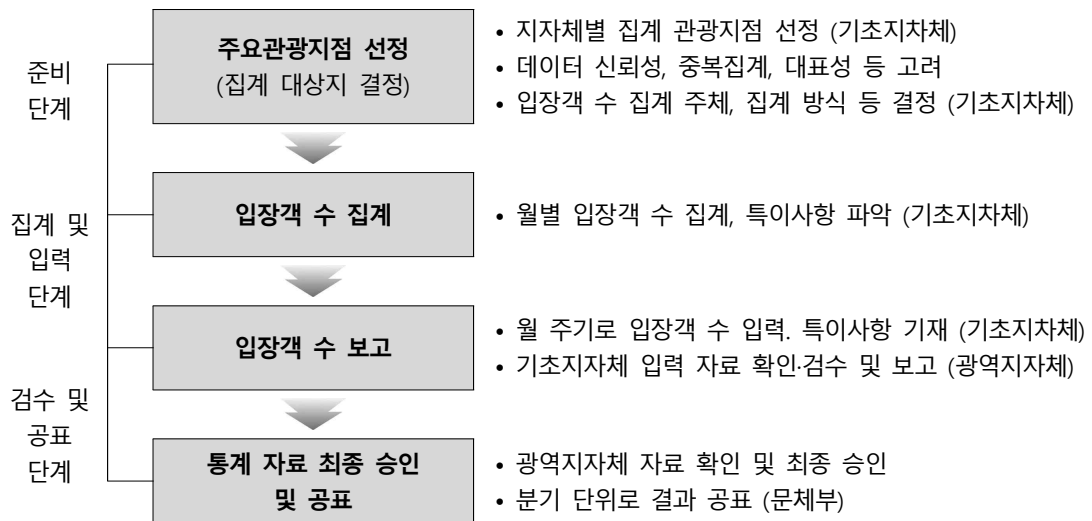 준비
단계
주요관광지점 선정
(집계 대상지 결정)
• 지자체별 집계 관광지점 선정 (기초지차체)
• 데이터 신뢰성, 중복집계, 대표성 등 고려
• 입장객 수 집계 주체, 집계 방식 등 결정 (기초지차체)
집계 및
입력
단계
입장객 수 집계
• 월별 입장객 수 집계, 특이사항 파악 (기초지차체)
입장객 수 보고
• 월 주기로 입장객 수 입력. 특이사항 기재 (기초지차체)
• 기초지자체 입력 자료 확인·검수 및 보고 (광역지자체)
검수 및
공표
단계
통계 자료 최종 승인
및 공표
• 광역지자체 자료 확인 및 최종 승인
• 분기 단위로 결과 공표 (문체부)